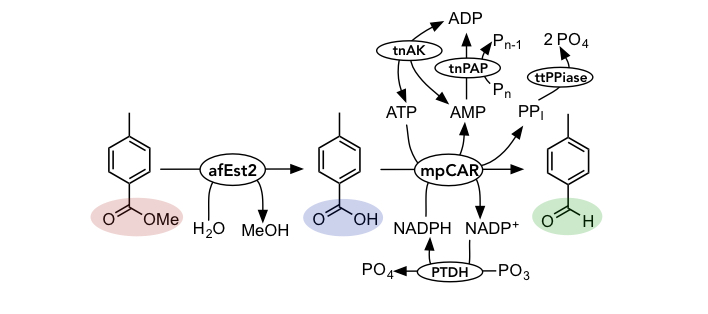 ADP
tnAK
Pn-1
2 PO4
tnPAP
ttPPiase
Pn
ATP
AMP
PPI
afEst2
mpCAR
O
OMe
H2O
MeOH
O
OH
NADPH
NADP+
O
H
PO4
PTDH
PO3